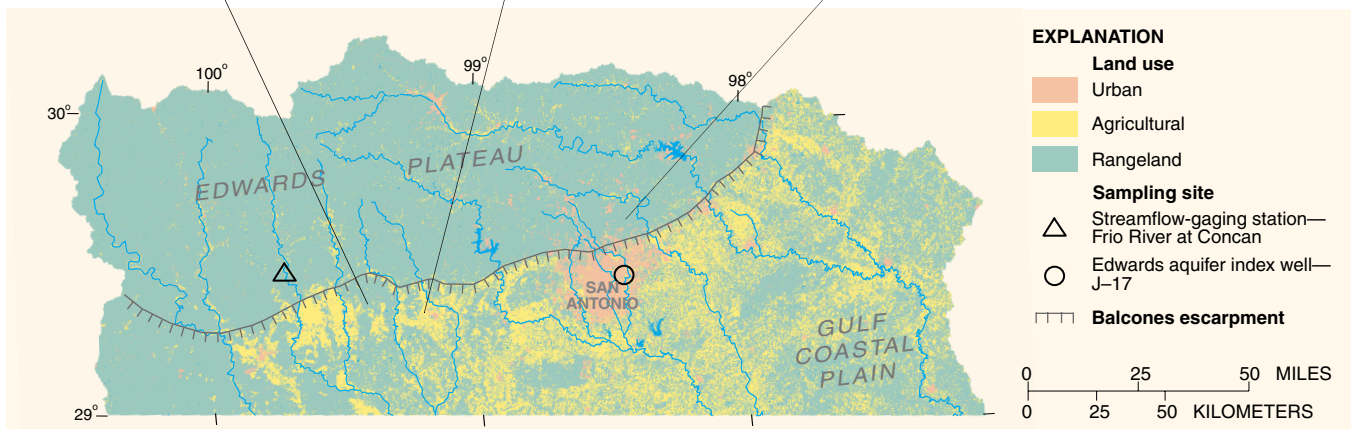 100°
99°
98°
30°
EDWARDS
PLATEAU
SAN
ANTONIO
GULF
COASTAL
PLAIN
29°
EXPLANATION
Land use
Urban
Agricultural
Rangeland
Sampling site
Streamflow-gaging station—
Frio River at Concan
Edwards aquifer index well—
J–17
Balcones escarpment
0 25 50 MILES
0 25 50 KILOMETERS